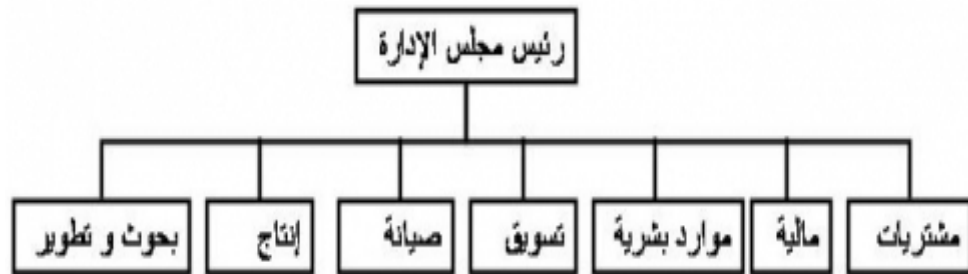 رئيس مجلس الإدارة
مشتريات
مالية
موارد بشرية
تسويق
صيانة
إنتاج
بحوث و تطوير